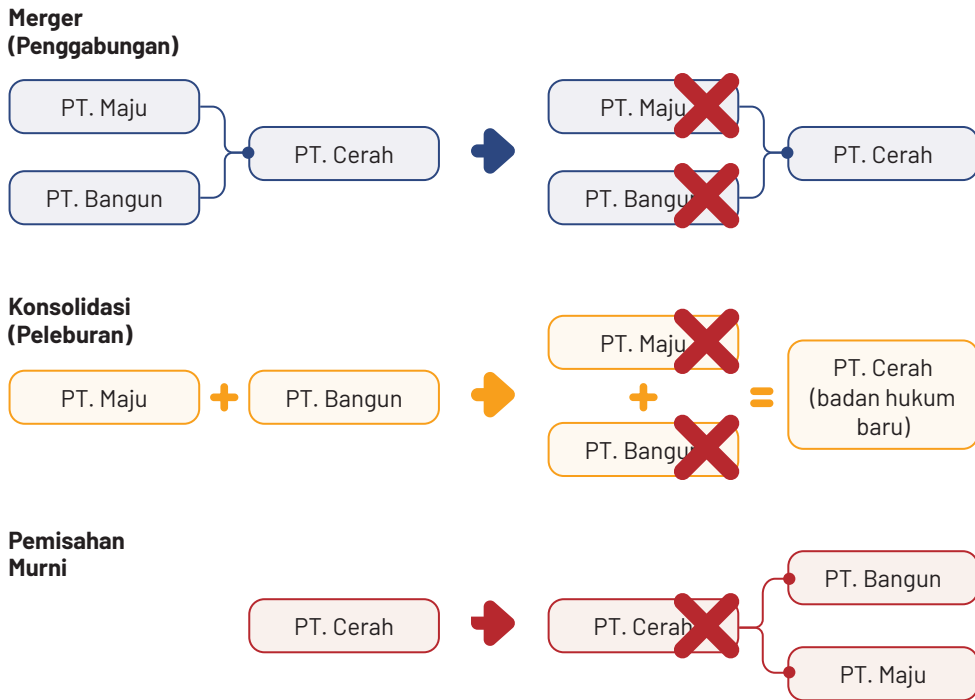 Merger
(Penggabungan)
PT. Maju
PT. Bangun
PT. Cerah
PT. Maju
PT. Bangun
PT. Cerah
Konsolidasi
(Peleburan)
PT. Maju
+
PT. Bangun
PT. Maju
+
PT. Bangun
=
PT. Cerah
(badan hukum
baru)
Pemisahan
Murni
PT. Cerah
PT. Cerah
PT. Bangun
PT. Maju